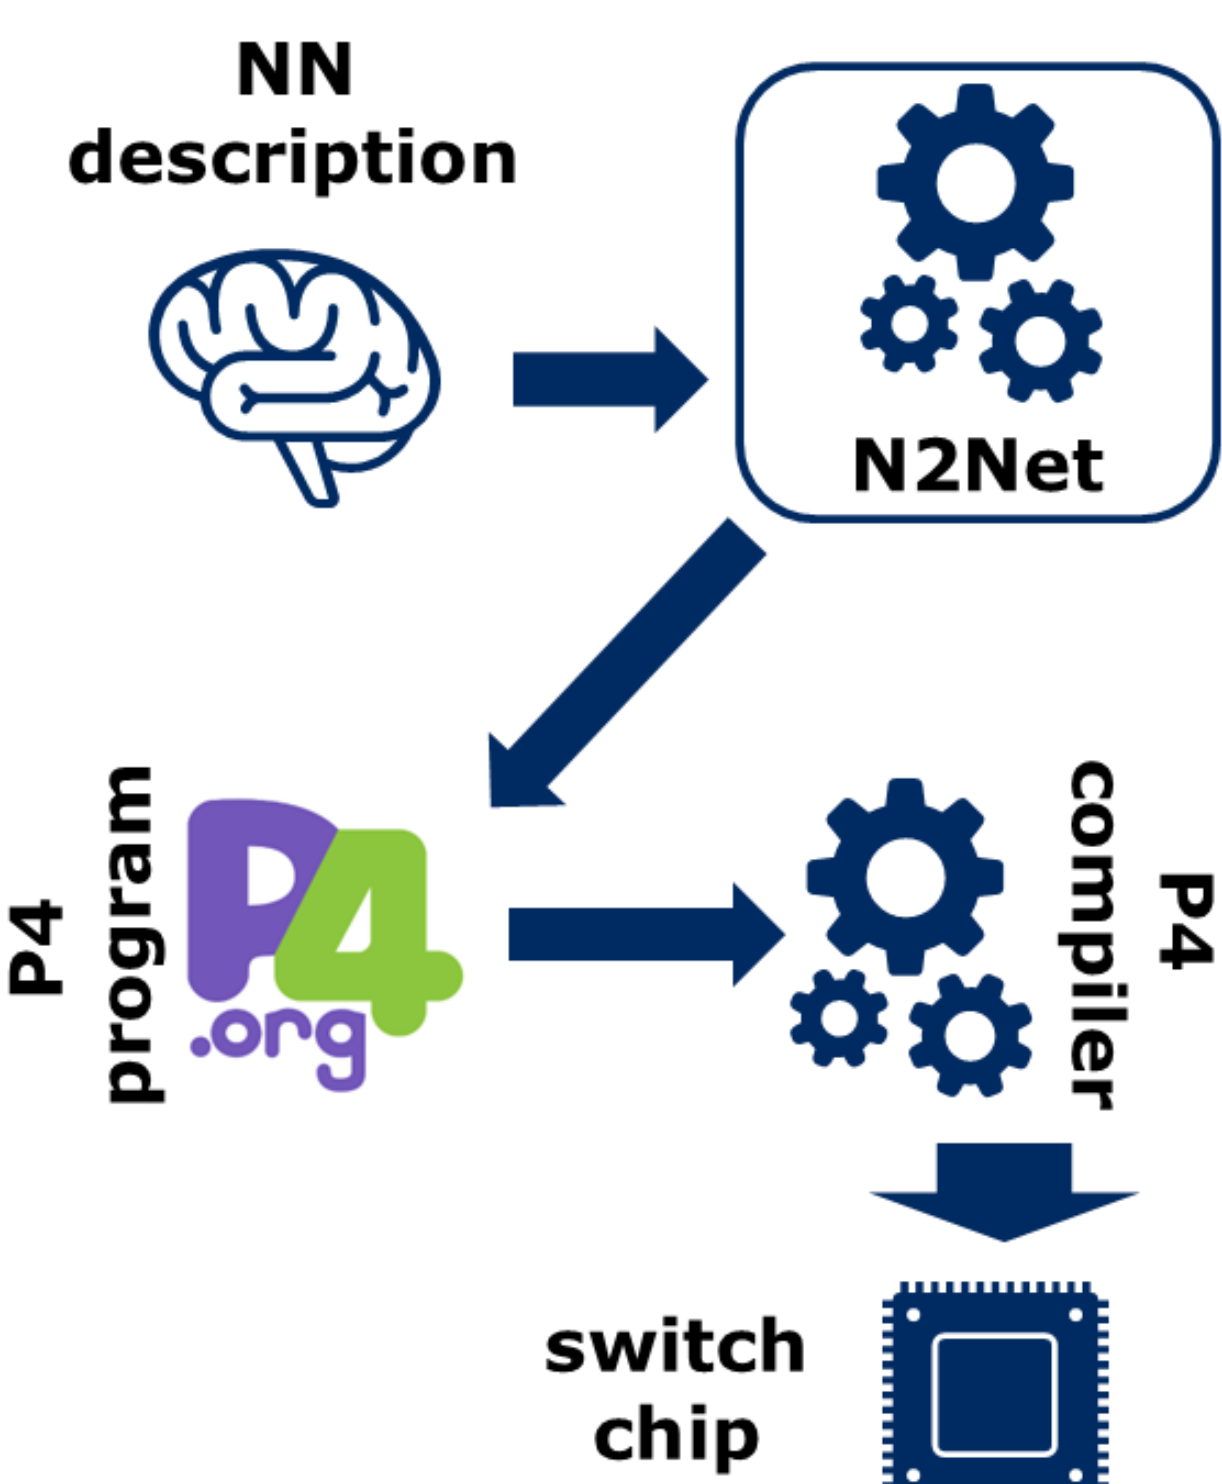 NN
description
N2Net
P4
program
P4
.org
P4
compiler
switch
chip